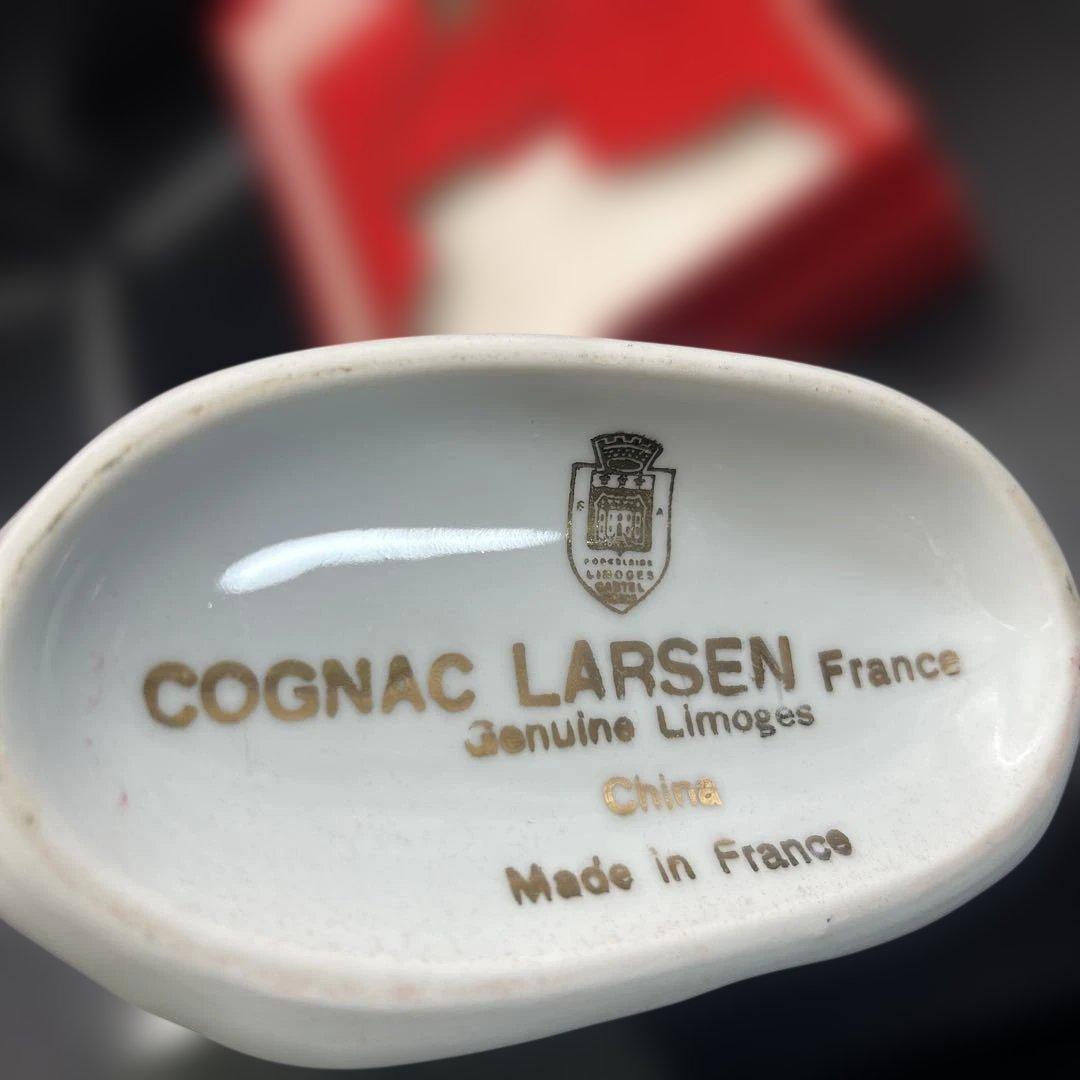 PORCELAINE
LIMOGES
CASTEL
COGNAC LARSEN France
Genuine Limoges
China
Made in France